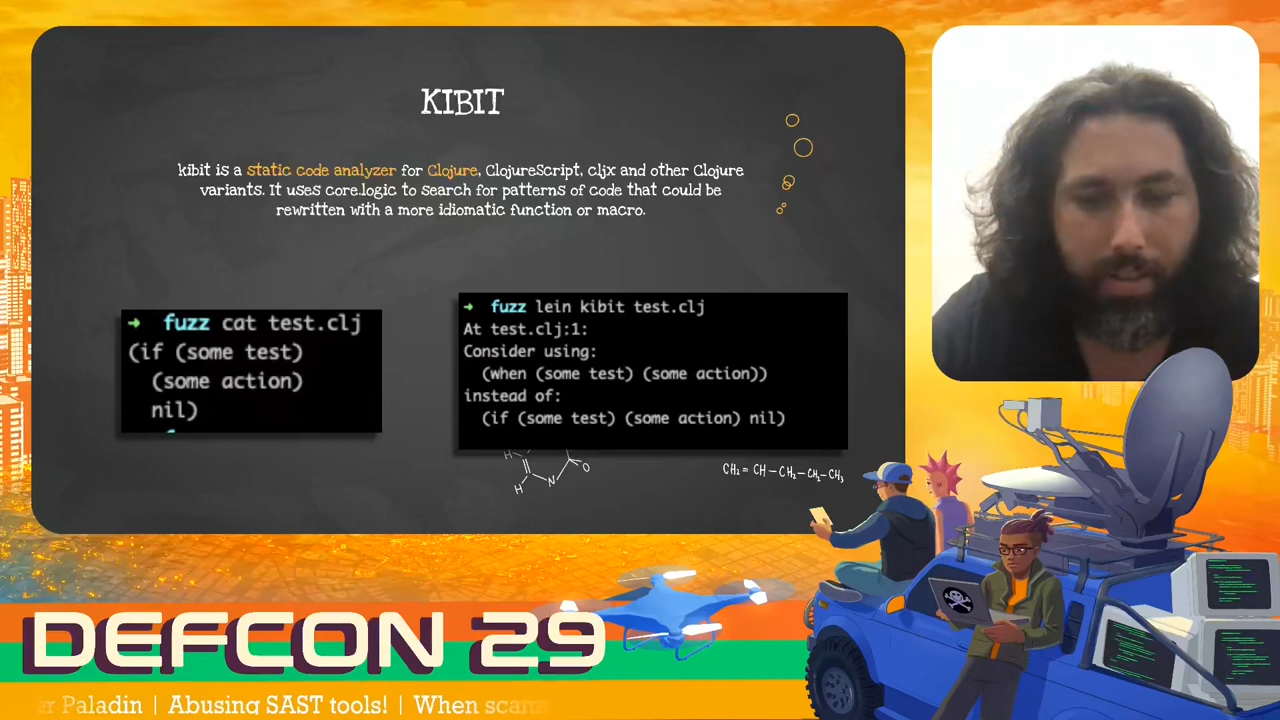 KIBIT
kibit is a static code analyzer for Clojure, ClojureScript, cljx and other Clojure
variants. It uses core.logic to search for patterns of code that could be
rewritten with a more idiomatic function or macro.
➜ fuzz cat test.clj
(if (some test)
(some action)
nil)
➜ fuzz lein kibit test.clj
At test.clj:1:
Consider using:
(when (some test) (some action))
instead of:
(if (some test) (some action) nil)
H
O
H
N
CH₂ = CH – CH₂ – CH₂ – CH₃
DEFCON 29
er Paladin | Abusing SAST tools! | When scan